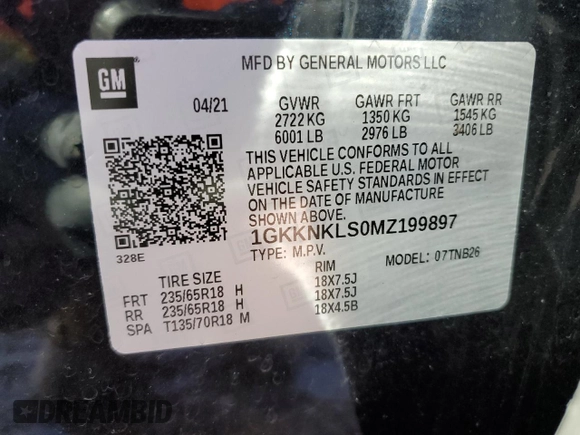 GM
MFD BY GENERAL MOTORS LLC
04/21 GVWR GAWR FRT GAWR RR
2722 KG 1350 KG 1545 KG
6001 LB 2976 LB 3406 LB
THIS VEHICLE CONFORMS TO ALL
APPLICABLE U.S. FEDERAL MOTOR
VEHICLE SAFETY STANDARDS IN EFFECT
ON THE DATE OF MANUFACTURE
SHOWN ABOVE.
1GKKNKLS0MZ199897
328E
TYPE: M.P.V. MODEL: 07TNB26
TIRE SIZE RIM
FRT 235/65R18 H 18X7.5J
RR 235/65R18 H 18X7.5J
SPA T135/70R18 M 18X4.5B
DREAMBID